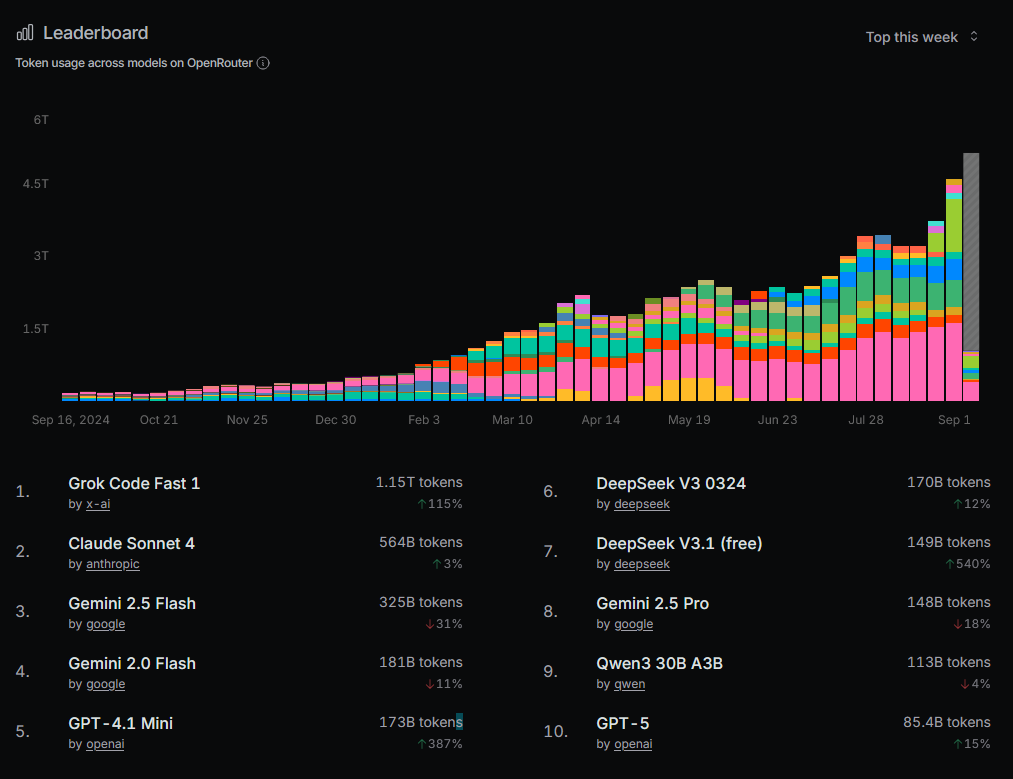 Leaderboard
Top this week
Token usage across models on OpenRouter
6T
4.5T
3T
1.5T
Sep 16, 2024 Oct 21 Nov 25 Dec 30 Feb 3 Mar 10 Apr 14 May 19 Jun 23 Jul 28 Sep 1
1. Grok Code Fast 1 1.15T tokens
by x-ai ↑115%
2. Claude Sonnet 4 564B tokens
by anthropic ↑3%
3. Gemini 2.5 Flash 325B tokens
by google ↓31%
4. Gemini 2.0 Flash 181B tokens
by google ↓11%
5. GPT-4.1 Mini 173B tokens
by openai ↑387%
6. DeepSeek V3 0324 170B tokens
by deepseek ↑12%
7. DeepSeek V3.1 (free) 149B tokens
by deepseek ↑540%
8. Gemini 2.5 Pro 148B tokens
by google ↓18%
9. Qwen3 30B A3B 113B tokens
by qwen ↓4%
10. GPT-5 85.4B tokens
by openai ↑15%